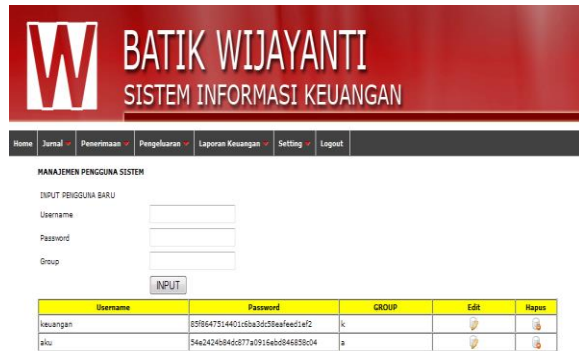 W
BATIK WIJAYANTI
SISTEM INFORMASI KEUANGAN
Home Jurnal Penerimaan Pengeluaran Laporan Keuangan Setting Logout
MANAJEMEN PENGGUNA SISTEM
INPUT PENGGUNA BARU
Username
Password
Group
INPUT
Username Password GROUP Edit Hapus
keuangan 85f8647514401c6ba3dc58eafeed1ef2 k
aku 54e2424b84dc877a0916ebd846858c04 a